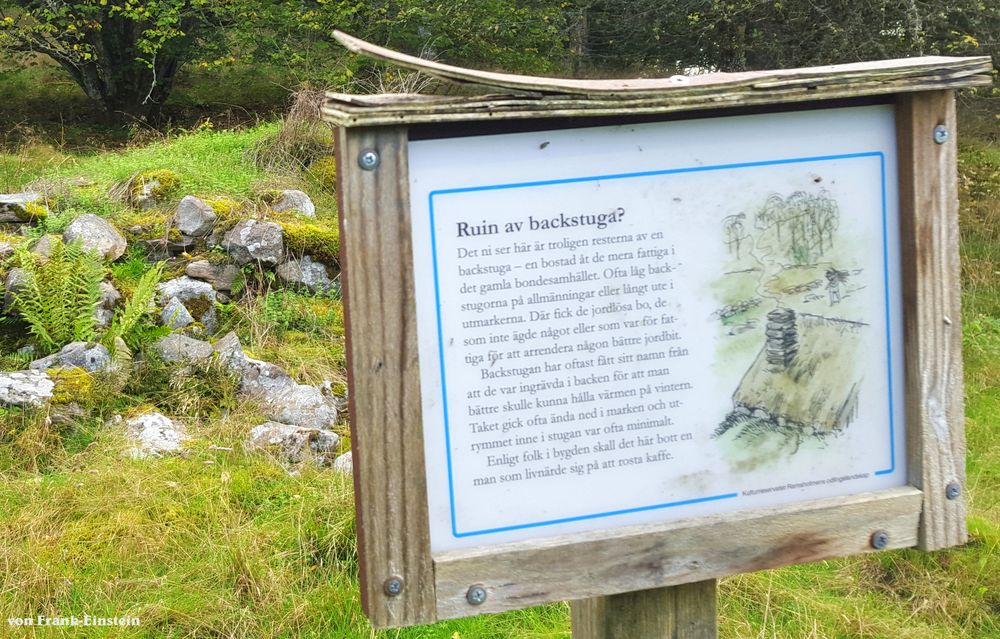 Ruin av backstuga?
Det ni ser här är troligen resterna av en
backstuga – en bostad åt de mera fattiga i
det gamla bondesamhället. Ofta låg back-
stugorna på allmänningar eller långt ute i
utmarkerna. Där fick de jordlösa bo, de
som inte ägde något eller som var för fat-
tiga för att arrendera någon bättre jordbit.
Backstugan har oftast fått sitt namn från
att de var ingrävda i backen för att man
bättre skulle kunna hålla värmen på vintern.
Taket gick ofta ända ned i marken och ut-
rymmet inne i stugan var ofta minimalt.
Enligt folk i bygden skall det här bott en
man som livnärde sig på att rosta kaffe.
Kulturreservatet Ramsholmens odlingslandskap
von Frank-Einstein